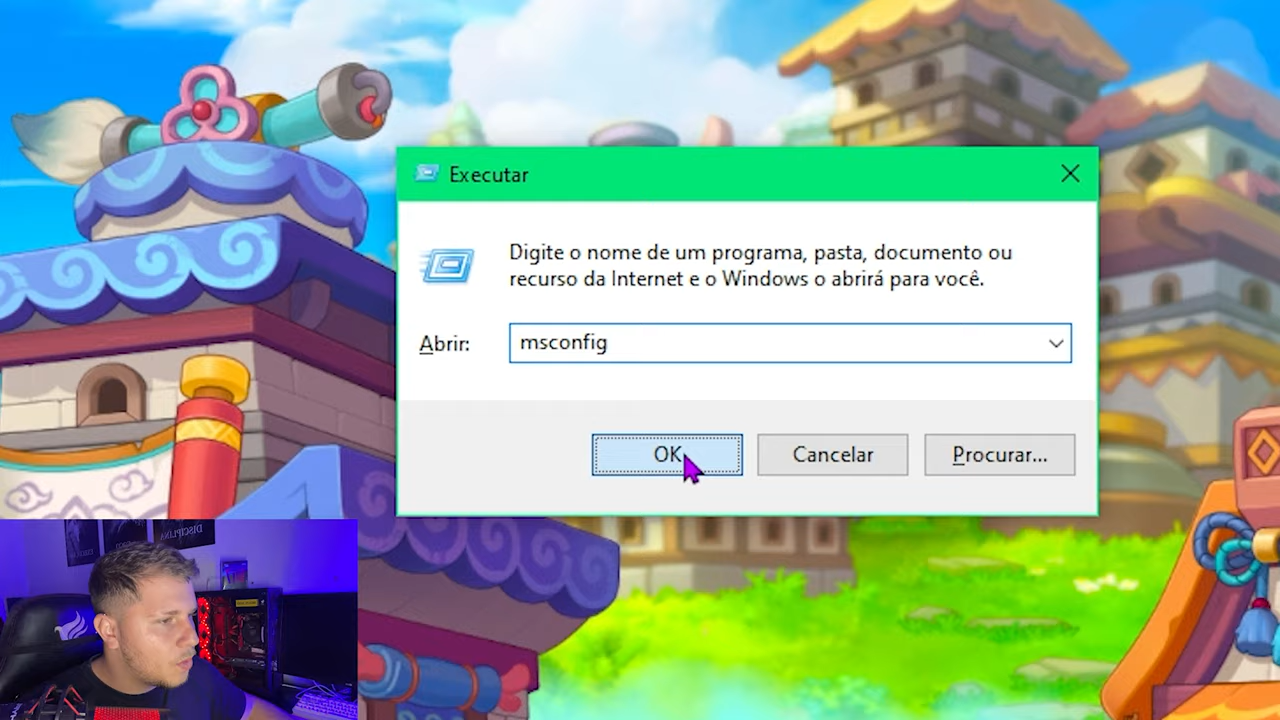 Executar
Digite o nome de um programa, pasta, documento ou
recurso da Internet e o Windows o abrirá para você.
Abrir:
msconfig
OK
Cancelar
Procurar...
DISCIPLINA